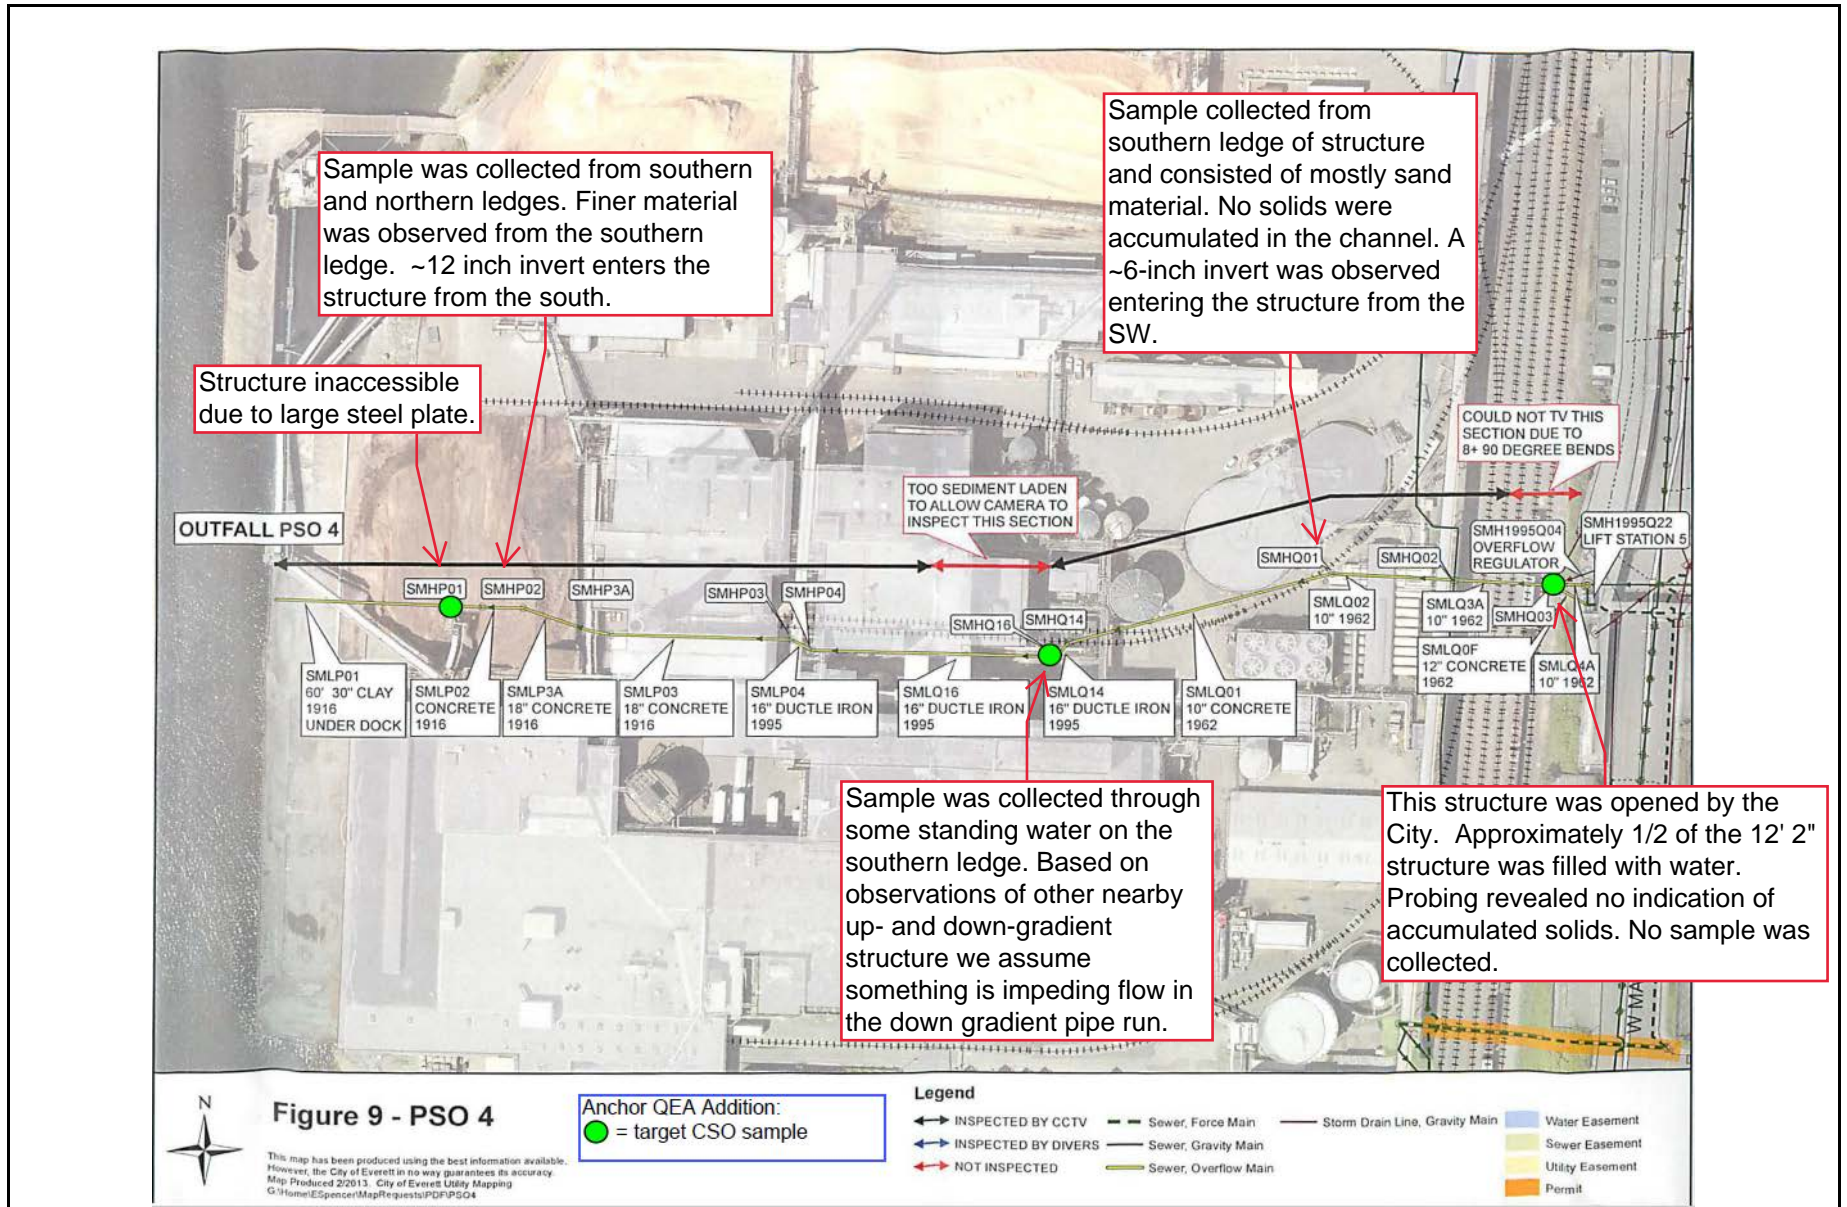 Sample was collected from southern
and northern ledges. Finer material
was observed from the southern
ledge.  ~12 inch invert enters the
structure from the south.
Sample collected from
southern ledge of structure
and consisted of mostly sand
material. No solids were
accumulated in the channel. A
~6-inch invert was observed
entering the structure from the
SW.
Structure inaccessible
due to large steel plate.
COULD NOT TV THIS
SECTION DUE TO
8+ 90 DEGREE BENDS
TOO SEDIMENT LADEN
TO ALLOW CAMERA TO
INSPECT THIS SECTION
OUTFALL PSO 4
SMHP01
SMHP02
SMHP3A
SMHP03
SMHP04
SMHQ16
SMHQ14
SMHQ01
SMHQ02
SMH1995Q04
OVERFLOW
REGULATOR
SMH1995Q22
LIFT STATION 5
SMHQ03
SMLP01
60' 30" CLAY
1916
UNDER DOCK
SMLP02
CONCRETE
1916
SMLP3A
18" CONCRETE
1916
SMLP03
18" CONCRETE
1916
SMLP04
16" DUCTLE IRON
1995
SMLQ16
16" DUCTLE IRON
1995
SMLQ14
16" DUCTLE IRON
1995
SMLQ01
10" CONCRETE
1962
SMLQ02
10" 1962
SMLQ3A
10" 1962
SMLQ0F
12" CONCRETE
1962
SMLQ4A
10" 1962
Sample was collected through
some standing water on the
southern ledge. Based on
observations of other nearby
up- and down-gradient
structure we assume
something is impeding flow in
the down gradient pipe run.
This structure was opened by the
City.  Approximately 1/2 of the 12' 2"
structure was filled with water.
Probing revealed no indication of
accumulated solids. No sample was
collected.
W MA
N
Figure 9 - PSO 4
This map has been produced using the best information available.
However, the City of Everett in no way guarantees its accuracy.
Map Produced 2/2013.  City of Everett Utility Mapping
G:\Home\ESpencer\MapRequests\PDF\PSO4
Anchor QEA Addition:
= target CSO sample
Legend
INSPECTED BY CCTV
INSPECTED BY DIVERS
NOT INSPECTED
Sewer, Force Main
Sewer, Gravity Main
Sewer, Overflow Main
Storm Drain Line, Gravity Main
Water Easement
Sewer Easement
Utility Easement
Permit